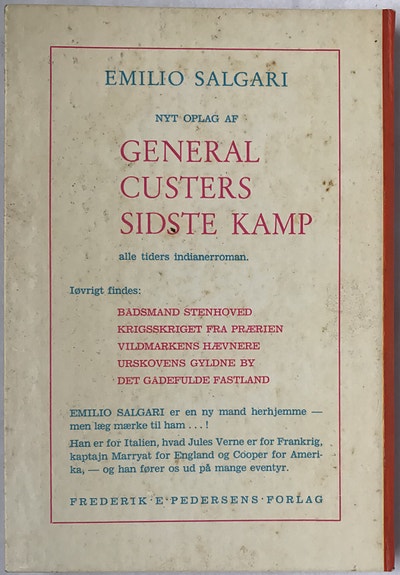 EMILIO SALGARI
NYT OPLAG AF
GENERAL
CUSTERS
SIDSTE KAMP
alle tiders indianerroman.
Iøvrigt findes:
BADSMAND STENHOVED
KRIGSSKRIGET FRA PRÆRIEN
VILDMARKENS HÆVNERE
URSKOVENS GYLDNE BY
DET GADEFULDE FASTLAND
EMILIO SALGARI er en ny mand herhjemme —
men læg mærke til ham . . . !
Han er for Italien, hvad Jules Verne er for Frankrig,
kaptajn Marryat for England og Cooper for Ameri-
ka, — og han fører os ud på mange eventyr.
FREDERIK · E · PEDERSENS · FORLAG